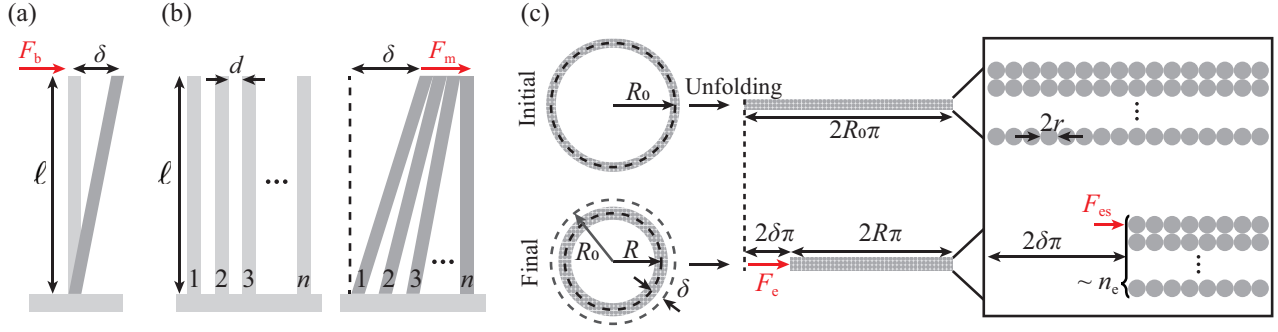 (a)
F_b
δ
ℓ
(b)
d
ℓ
1 2 3 ... n
δ
F_m
1 2 3 ... n
(c)
Initial
R₀
Unfolding
2R₀π
2r
Final
R₀
R
δ
2δπ
2Rπ
F_e
F_es
2δπ
~ n_e